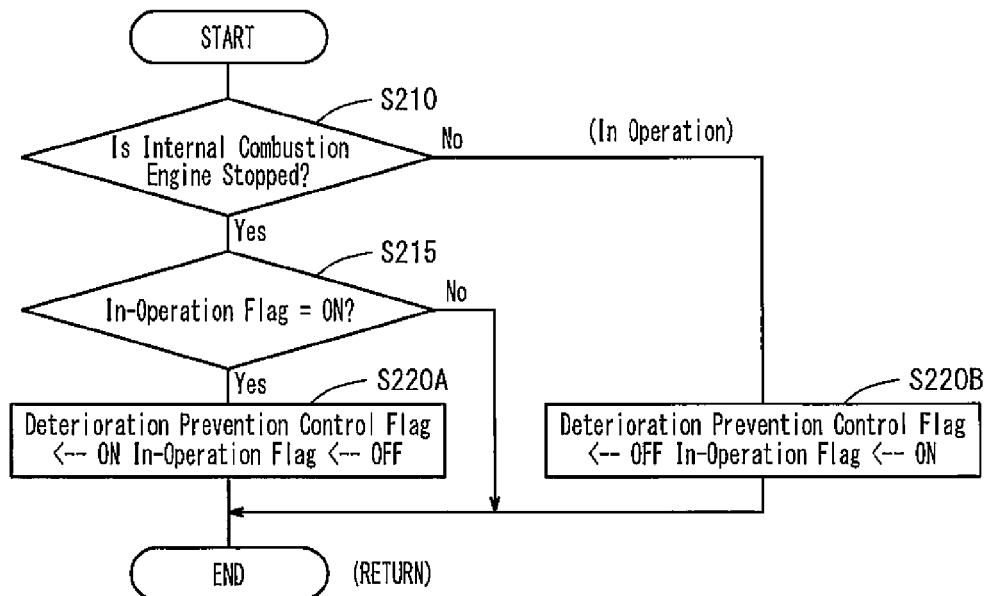 START
S210
Is Internal Combustion
Engine Stopped?
No
(In Operation)
Yes
S215
In-Operation Flag = ON?
No
Yes
S220A
Deterioration Prevention Control Flag
<-- ON In-Operation Flag <-- OFF
S220B
Deterioration Prevention Control Flag
<-- OFF In-Operation Flag <-- ON
END
(RETURN)